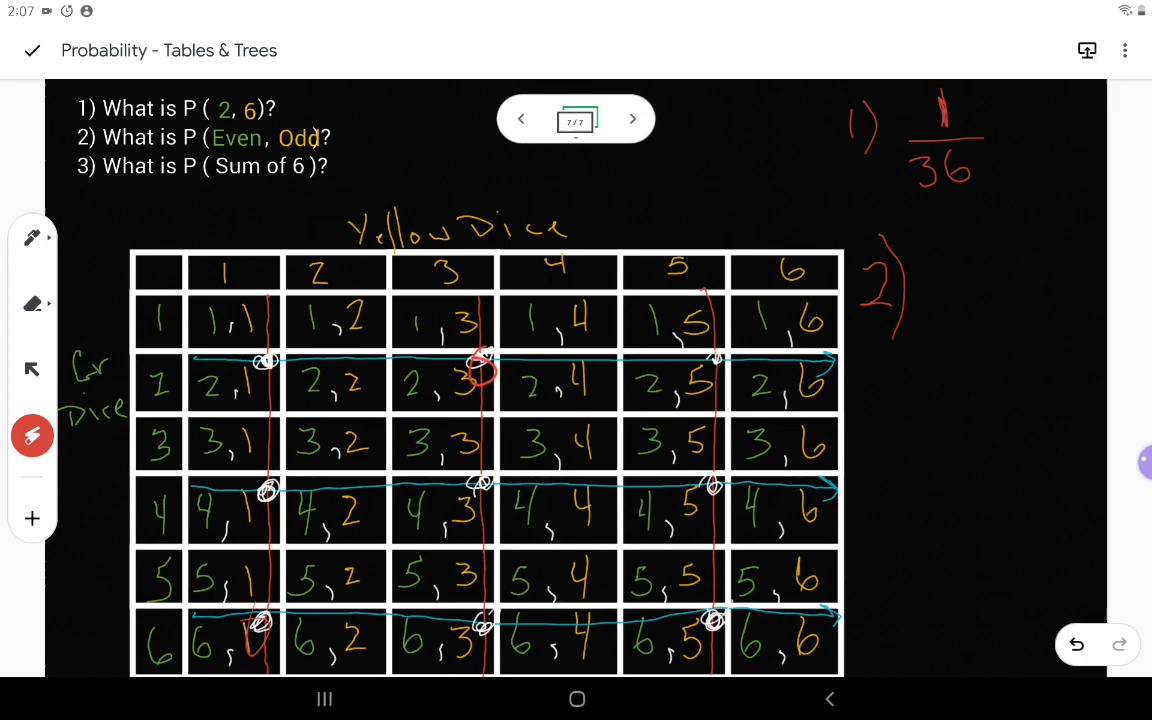 2:07
Probability - Tables & Trees
1) What is P ( 2, 6)?
2) What is P (Even, Odd)?
3) What is P ( Sum of 6 )?
7 / 7
1) 1
36
Yellow Dice
1 2 3 4 5 6
2)
1 1,1 1,2 1,3 1,4 1,5 1,6
Gr
Dice
2 2,1 2,2 2,3 2,4 2,5 2,6
3 3,1 3,2 3,3 3,4 3,5 3,6
4 4,1 4,2 4,3 4,4 4,5 4,6
5 5,1 5,2 5,3 5,4 5,5 5,6
6 6,1 6,2 6,3 6,4 6,5 6,6